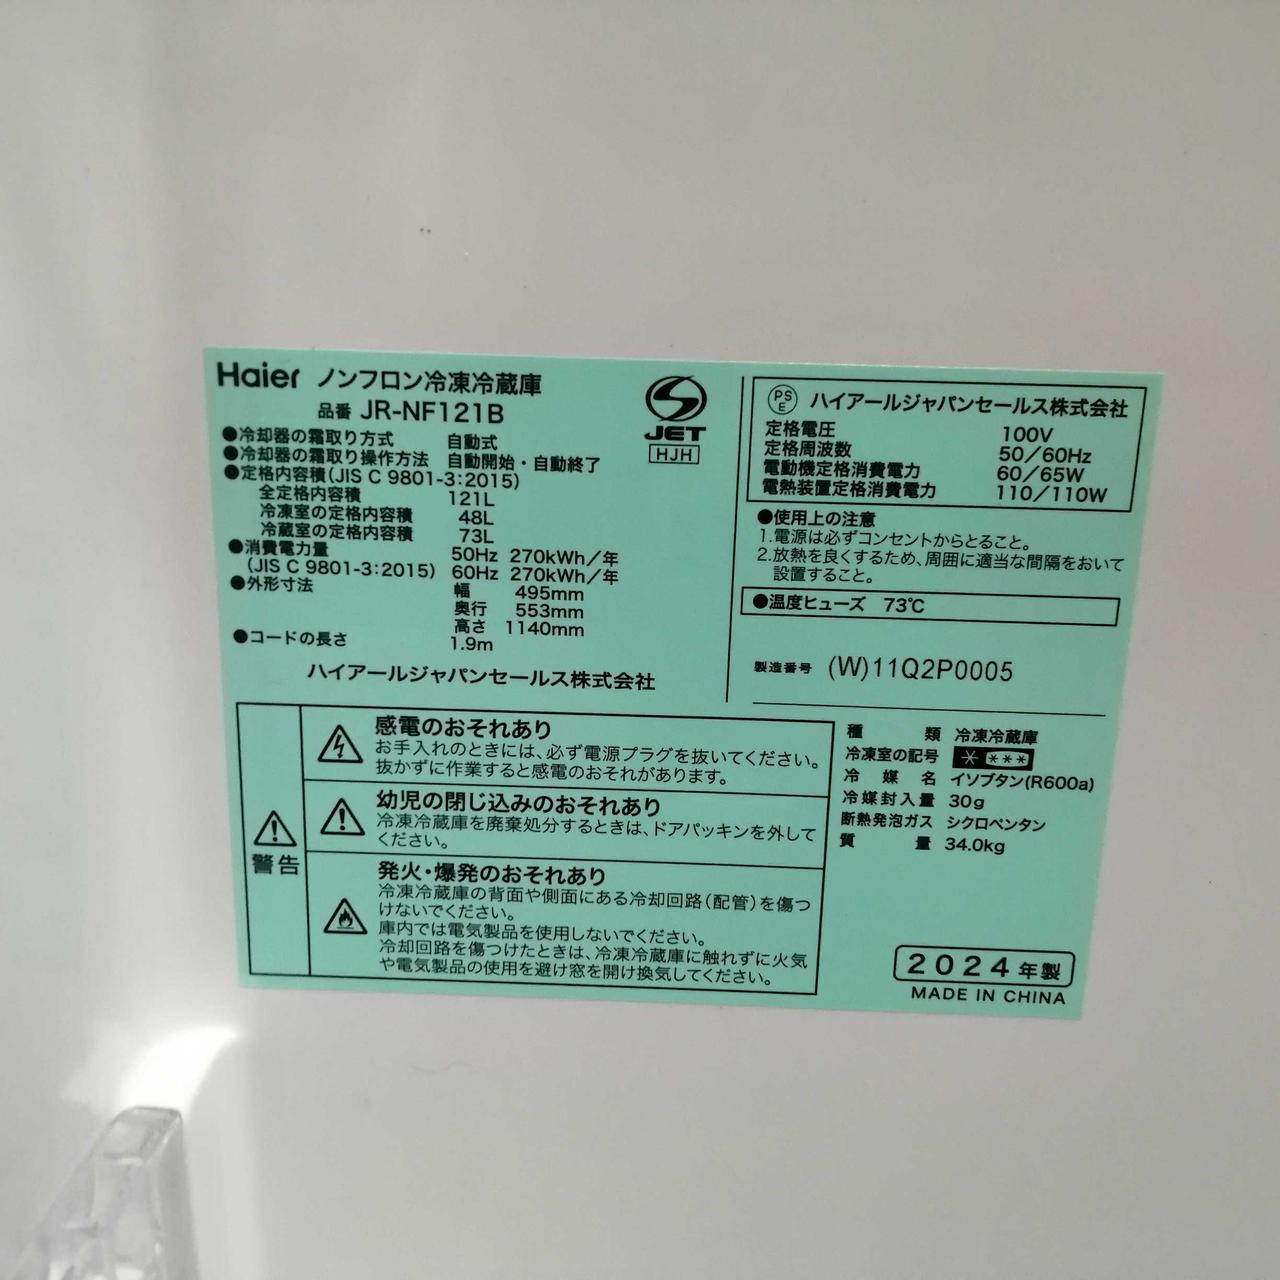 Haier ノンフロン冷凍冷蔵庫
品番 JR-NF121B
●冷却器の霜取り方式 自動式
●冷却器の霜取り操作方法 自動開始・自動終了
●定格内容積(JIS C 9801-3:2015)
全定格内容積 121L
冷凍室の定格内容積 48L
冷蔵室の定格内容積 73L
●消費電力量 50Hz 270kWh/年
(JIS C 9801-3:2015) 60Hz 270kWh/年
●外形寸法 幅 495mm
奥行 553mm
高さ 1140mm
●コードの長さ 1.9m
ハイアールジャパンセールス株式会社
JET
HJH
PS
E ハイアールジャパンセールス株式会社
定格電圧 100V
定格周波数 50/60Hz
電動機定格消費電力 60/65W
電熱装置定格消費電力 110/110W
●使用上の注意
1.電源は必ずコンセントからとること。
2.放熱を良くするため、周囲に適当な間隔をおいて
設置すること。
●温度ヒューズ 73℃
製造番号 (W)11Q2P0005
警告
感電のおそれあり
お手入れのときには、必ず電源プラグを抜いてください。
抜かずに作業すると感電のおそれがあります。
幼児の閉じ込みのおそれあり
冷凍冷蔵庫を廃棄処分するときは、ドアパッキンを外して
ください。
発火・爆発のおそれあり
冷凍冷蔵庫の背面や側面にある冷却回路(配管)を傷つ
けないでください。
庫内では電気製品を使用しないでください。
冷却回路を傷つけたときは、冷凍冷蔵庫に触れずに火気
や電気製品の使用を避け窓を開け換気してください。
種類 冷凍冷蔵庫
冷凍室の記号 * ***
冷媒名 イソブタン(R600a)
冷媒封入量 30g
断熱発泡ガス シクロペンタン
質量 34.0kg
2024年製
MADE IN CHINA